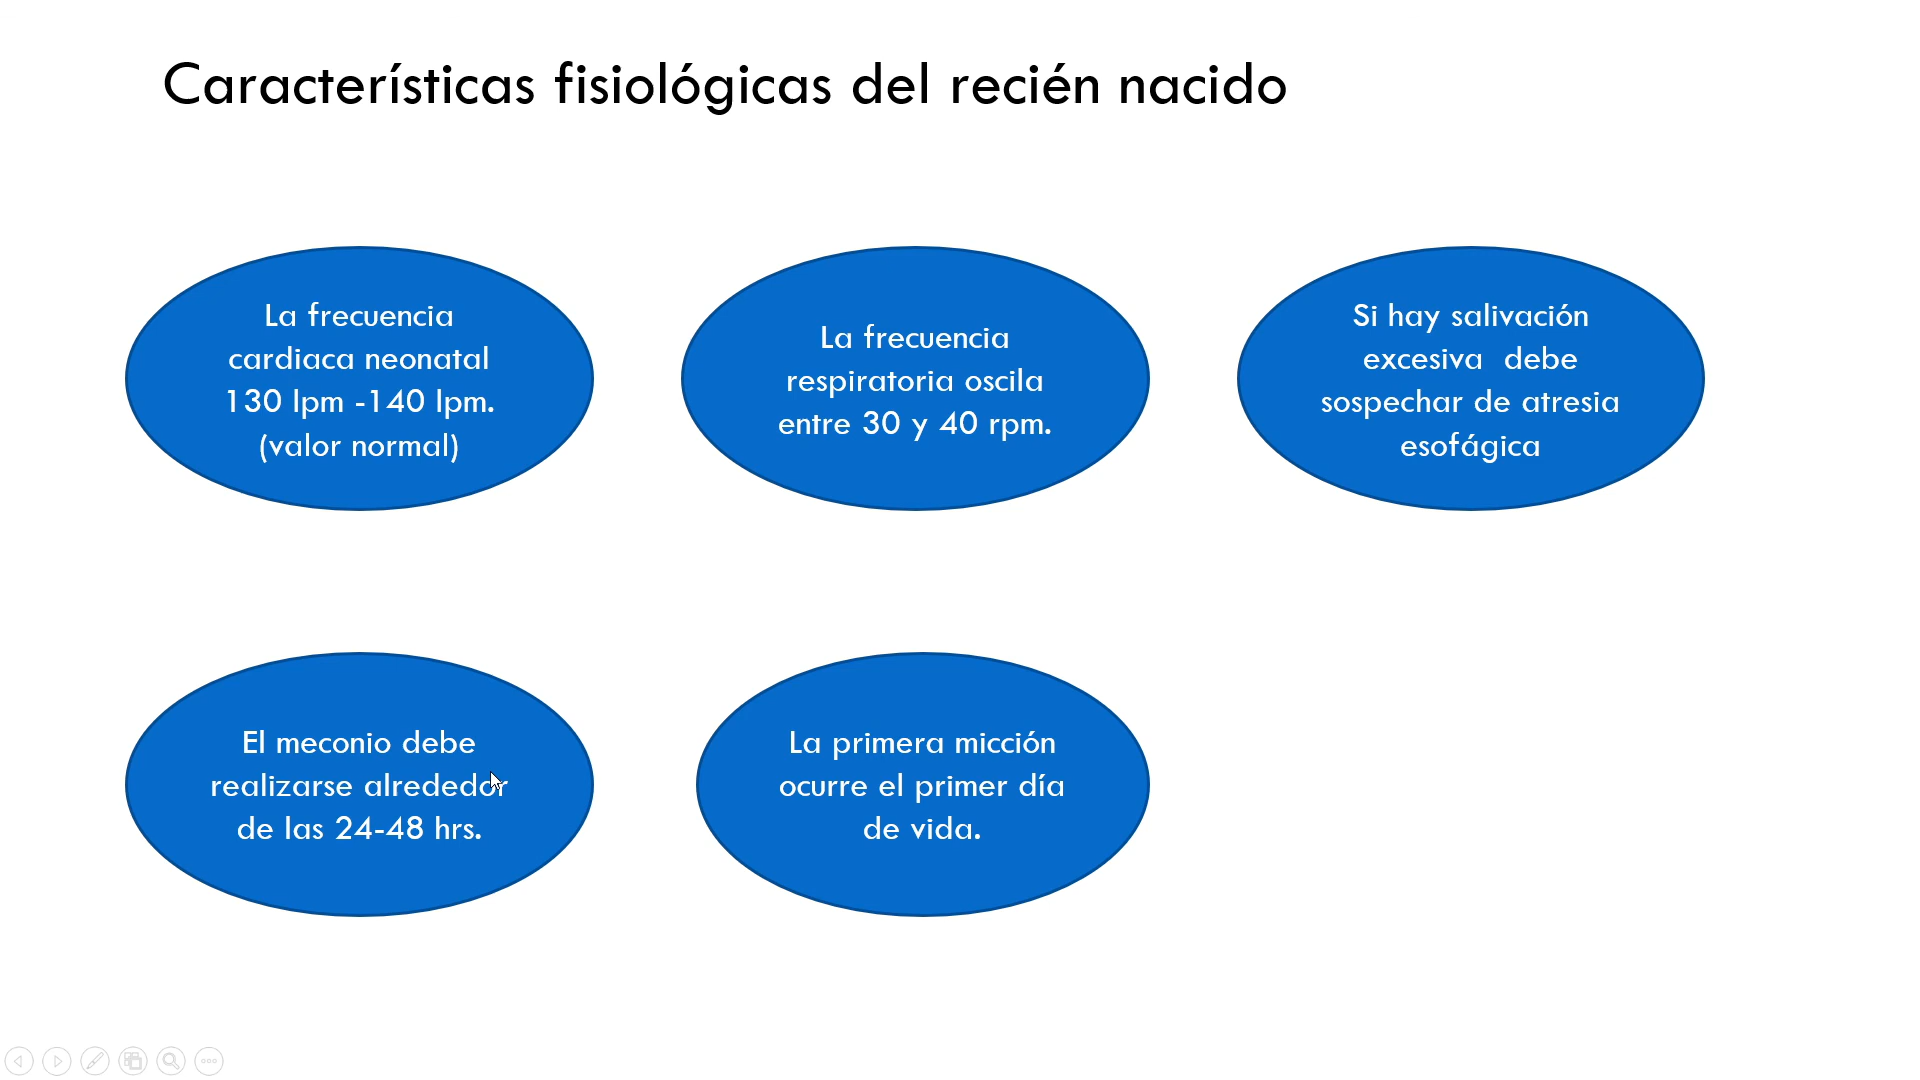 Características fisiológicas del recién nacido
La frecuencia
cardiaca neonatal
130 lpm -140 lpm.
(valor normal)
La frecuencia
respiratoria oscila
entre 30 y 40 rpm.
Si hay salivación
excesiva  debe
sospechar de atresia
esofágica
El meconio debe
realizarse alrededor
de las 24-48 hrs.
La primera micción
ocurre el primer día
de vida.